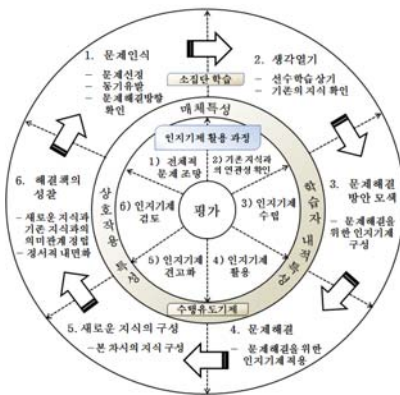 1. 문제인식
- 문제선정
- 동기유발
- 문제해결방향
확인
2. 생각열기
- 선수학습상기
- 기존의 지식 확인
소집단 학습
매체특성
인지기제 활용 과정
1) 전체적
문제 조망
2) 기존 지식과
의 연관성 확인
3. 문제해결
방안 모색
- 문제해결을
위한 인지기제
구성
6. 해결책의
성찰
- 새로운 지식과
기존 지식과의
의미관계 정립
- 정서적 내면화
상호작용 특성
학습자 내적특성
6) 인지기제
검토
평가
3) 인지기제
수립
5) 인지기제
견고화
4) 인지기제
활용
수행유도기제
5. 새로운 지식의 구성
- 본 차시의 지식 구성
4. 문제해결
- 문제해결을 위한
인지기제 적용